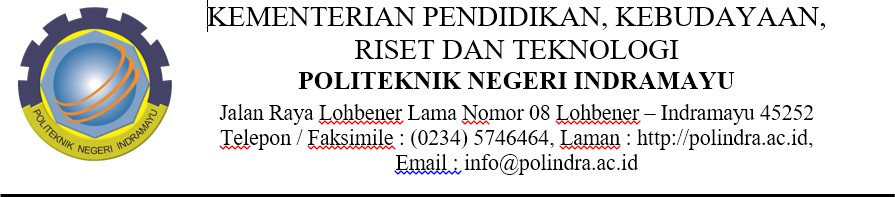 KEMENTERIAN PENDIDIKAN, KEBUDAYAAN,
RISET DAN TEKNOLOGI
POLITEKNIK NEGERI INDRAMAYU
Jalan Raya Lohbener Lama Nomor 08 Lohbener – Indramayu 45252
Telepon / Faksimile : (0234) 5746464, Laman : http://polindra.ac.id,
Email : info@polindra.ac.id
POLITEKNIK NEGERI INDRAMAYU